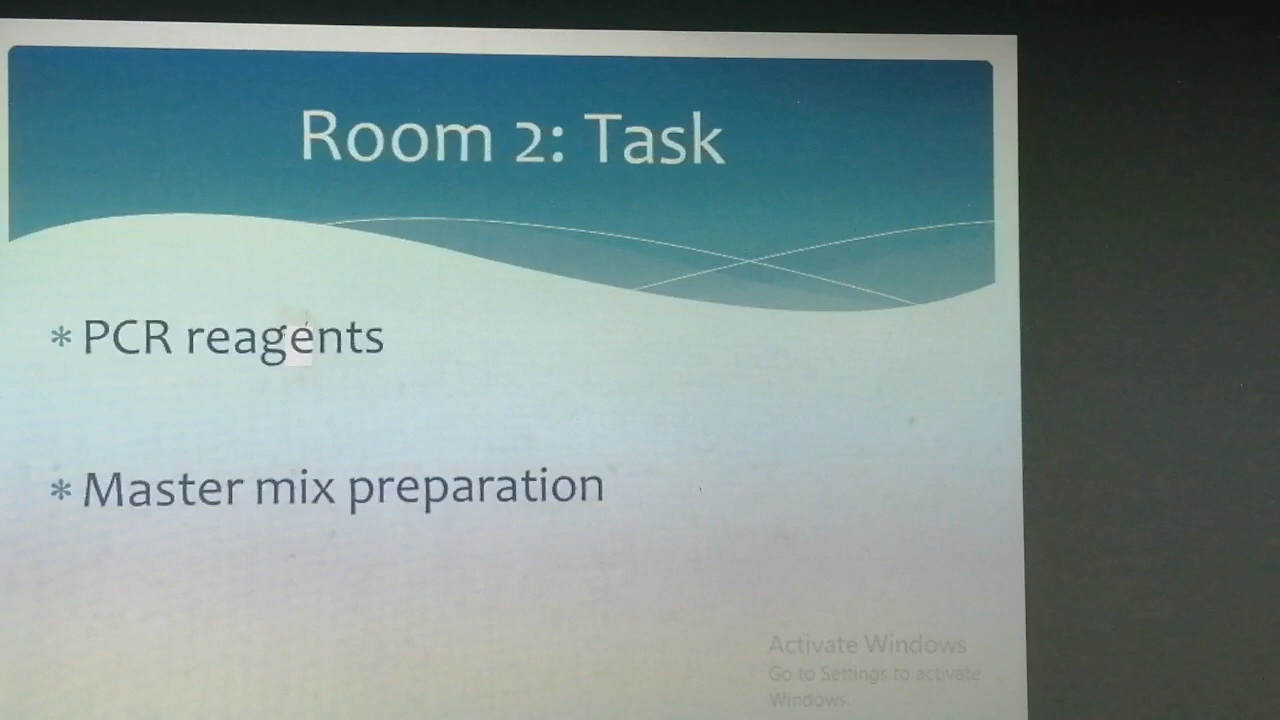 Room 2: Task
* PCR reagents
* Master mix preparation
Activate Windows
Go to Settings to activate
Windows.